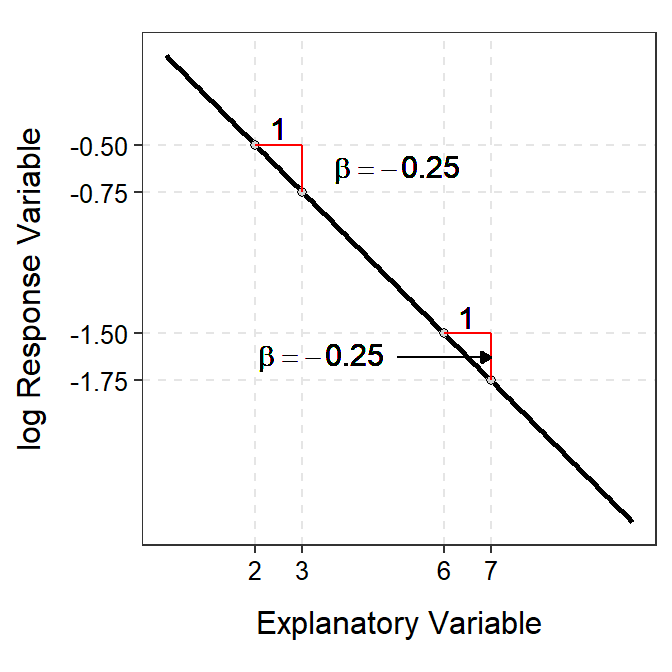 1
-0.50
β = −0.25
-0.75
1
-1.50
β = −0.25
-1.75
log Response Variable
2 3 6 7
Explanatory Variable